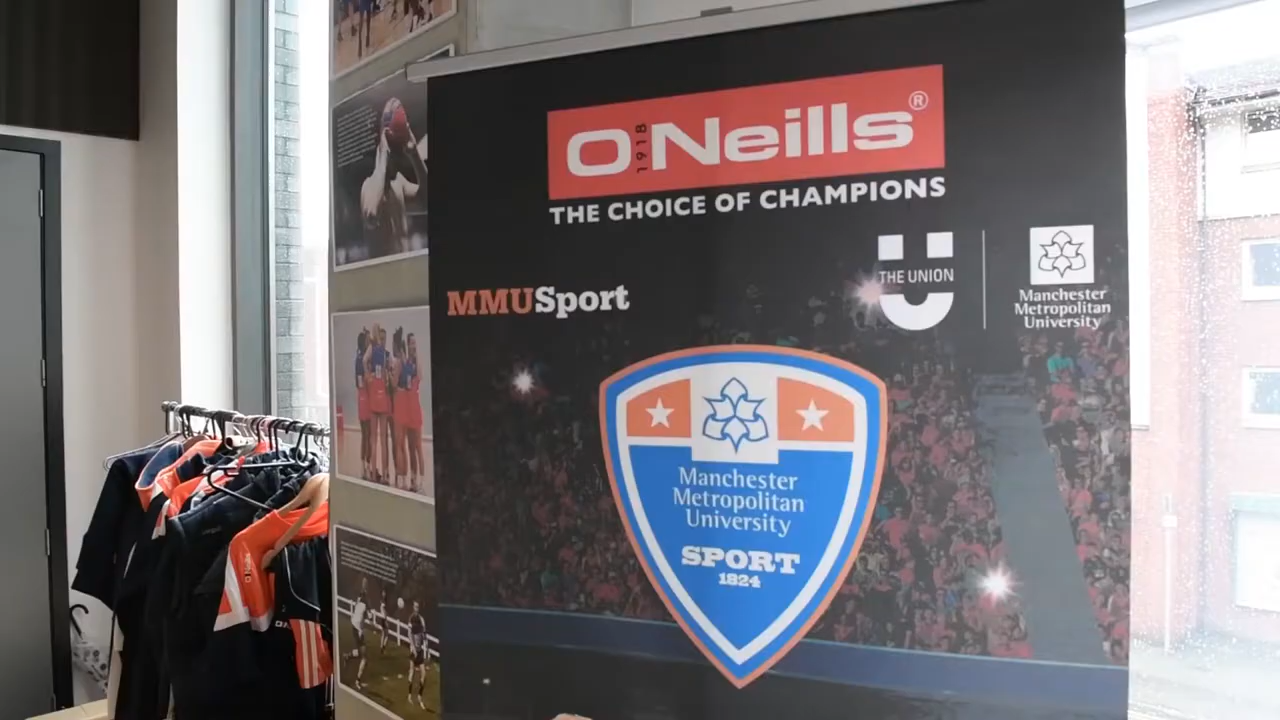 O'Neills®
1918
THE CHOICE OF CHAMPIONS
MMUSport
THE UNION
Manchester
Metropolitan
University
Manchester
Metropolitan
University
SPORT
1824